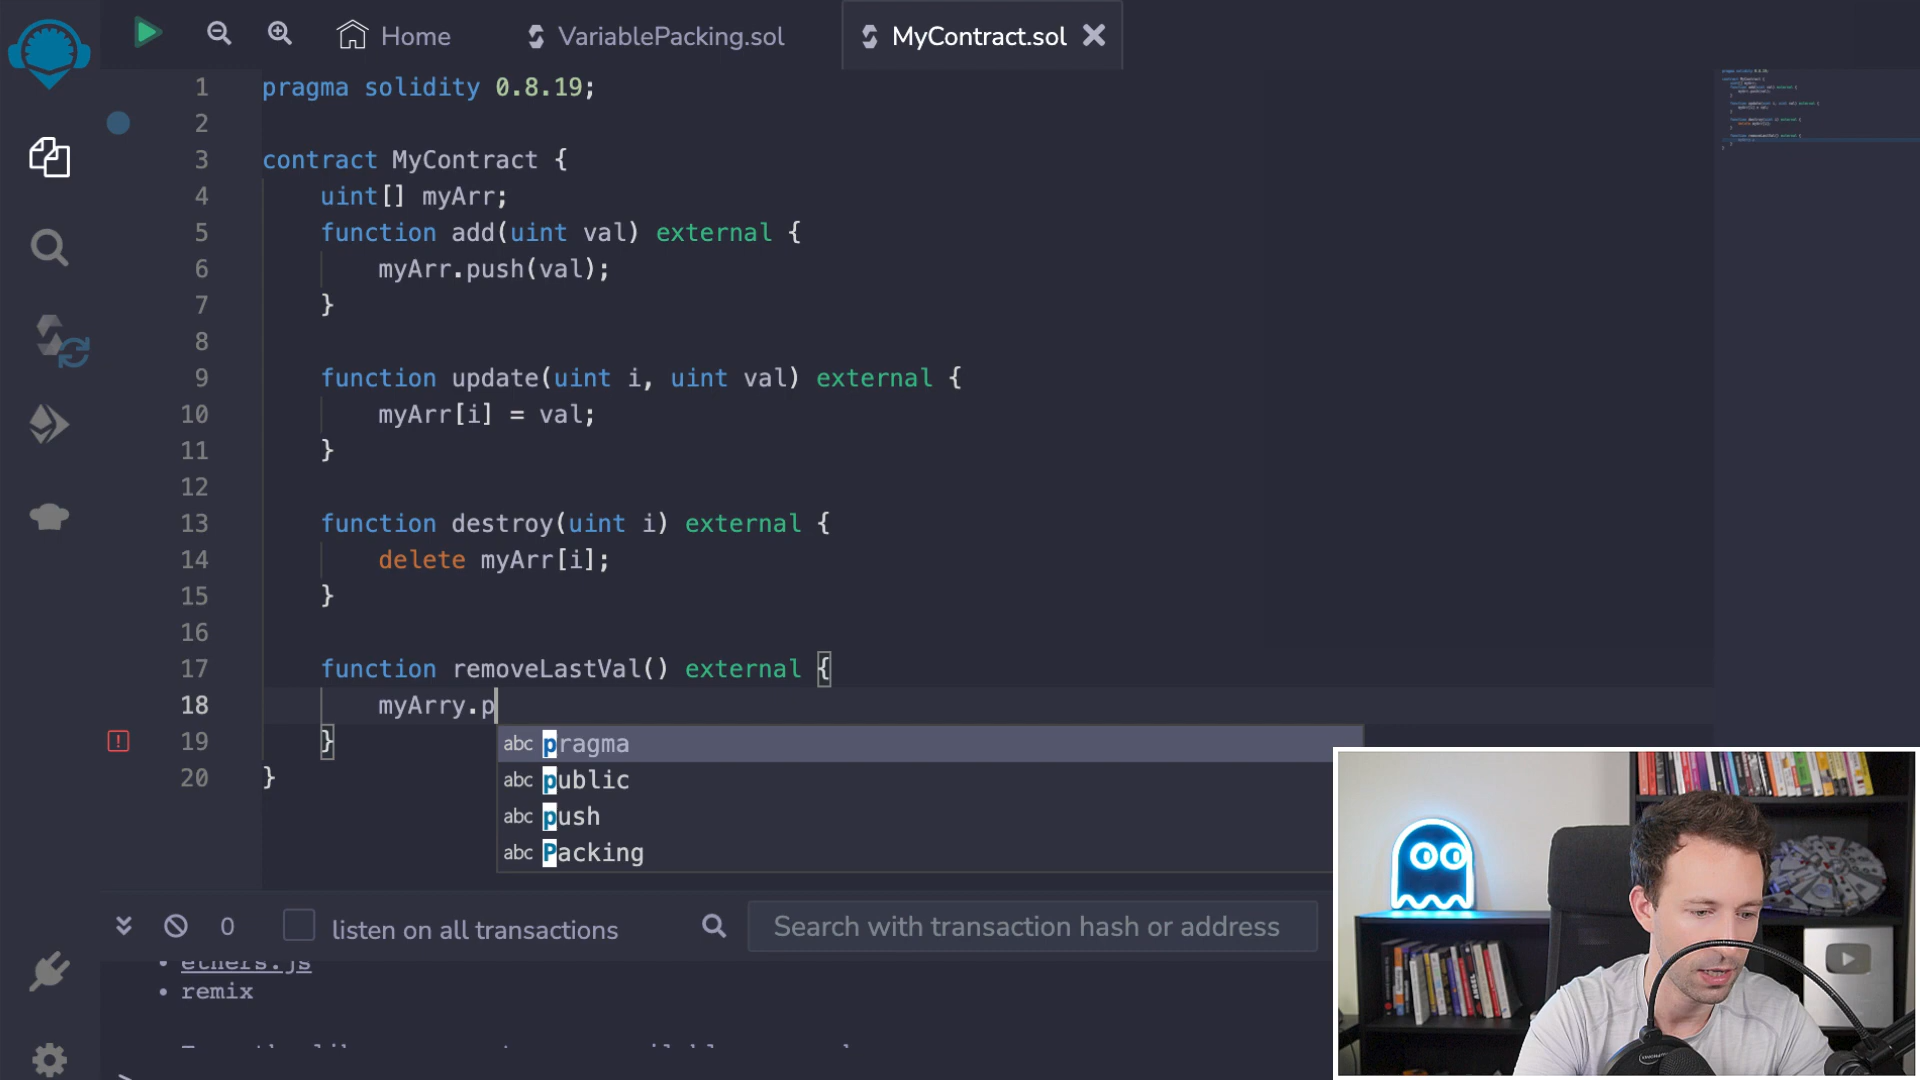 Home
VariablePacking.sol
MyContract.sol
1 pragma solidity 0.8.19;
2
3 contract MyContract {
4 uint[] myArr;
5 function add(uint val) external {
6 myArr.push(val);
7 }
8
9 function update(uint i, uint val) external {
10 myArr[i] = val;
11 }
12
13 function destroy(uint i) external {
14 delete myArr[i];
15 }
16
17 function removeLastVal() external {
18 myArry.p
19 }
20 }
abc pragma
abc public
abc push
abc Packing
0 listen on all transactions Search with transaction hash or address
• ethers.js
• remix
>